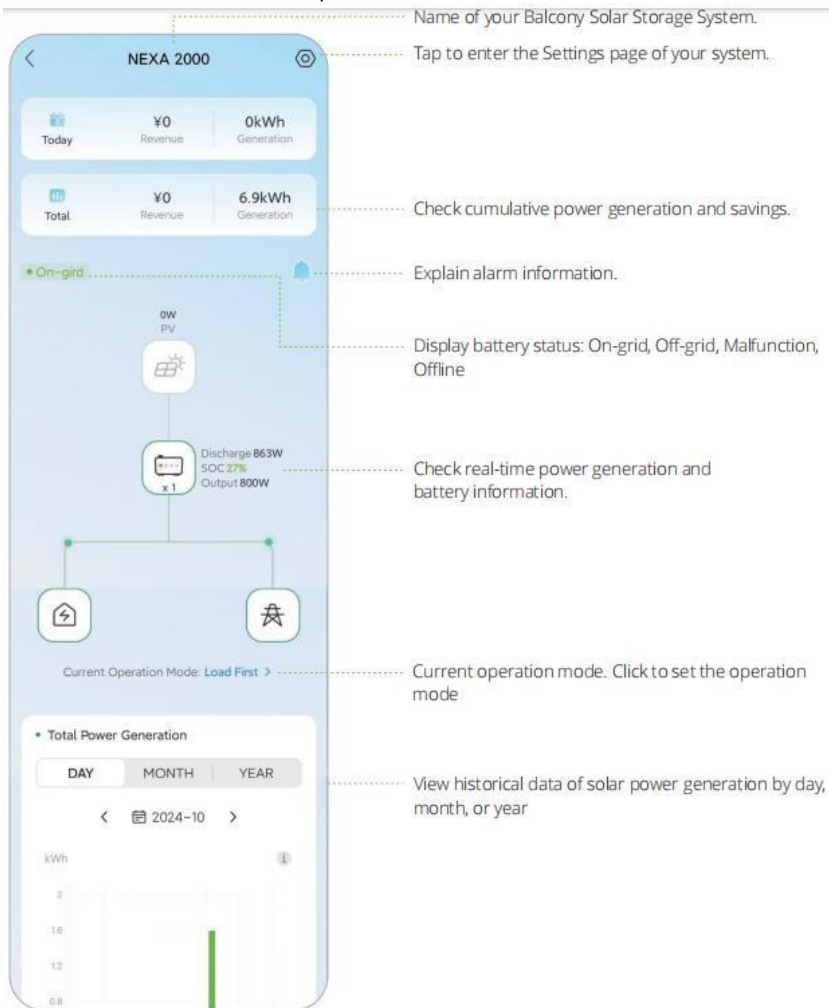 Name of your Balcony Solar Storage System.
NEXA 2000
Tap to enter the Settings page of your system.
Today
¥0
Revenue
0kWh
Generation
Total
¥0
Revenue
6.9kWh
Generation
Check cumulative power generation and savings.
On-gird
Explain alarm information.
0W
PV
Display battery status: On-grid, Off-grid, Malfunction,
Offline
Discharge 863W
SOC 27%
Output 800W
x 1
Check real-time power generation and
battery information.
Current Operation Mode: Load First >
Current operation mode. Click to set the operation
mode
Total Power Generation
DAY MONTH YEAR
View historical data of solar power generation by day,
month, or year
< 2024-10 >
kWh
i
2
1.6
1.2
0.8